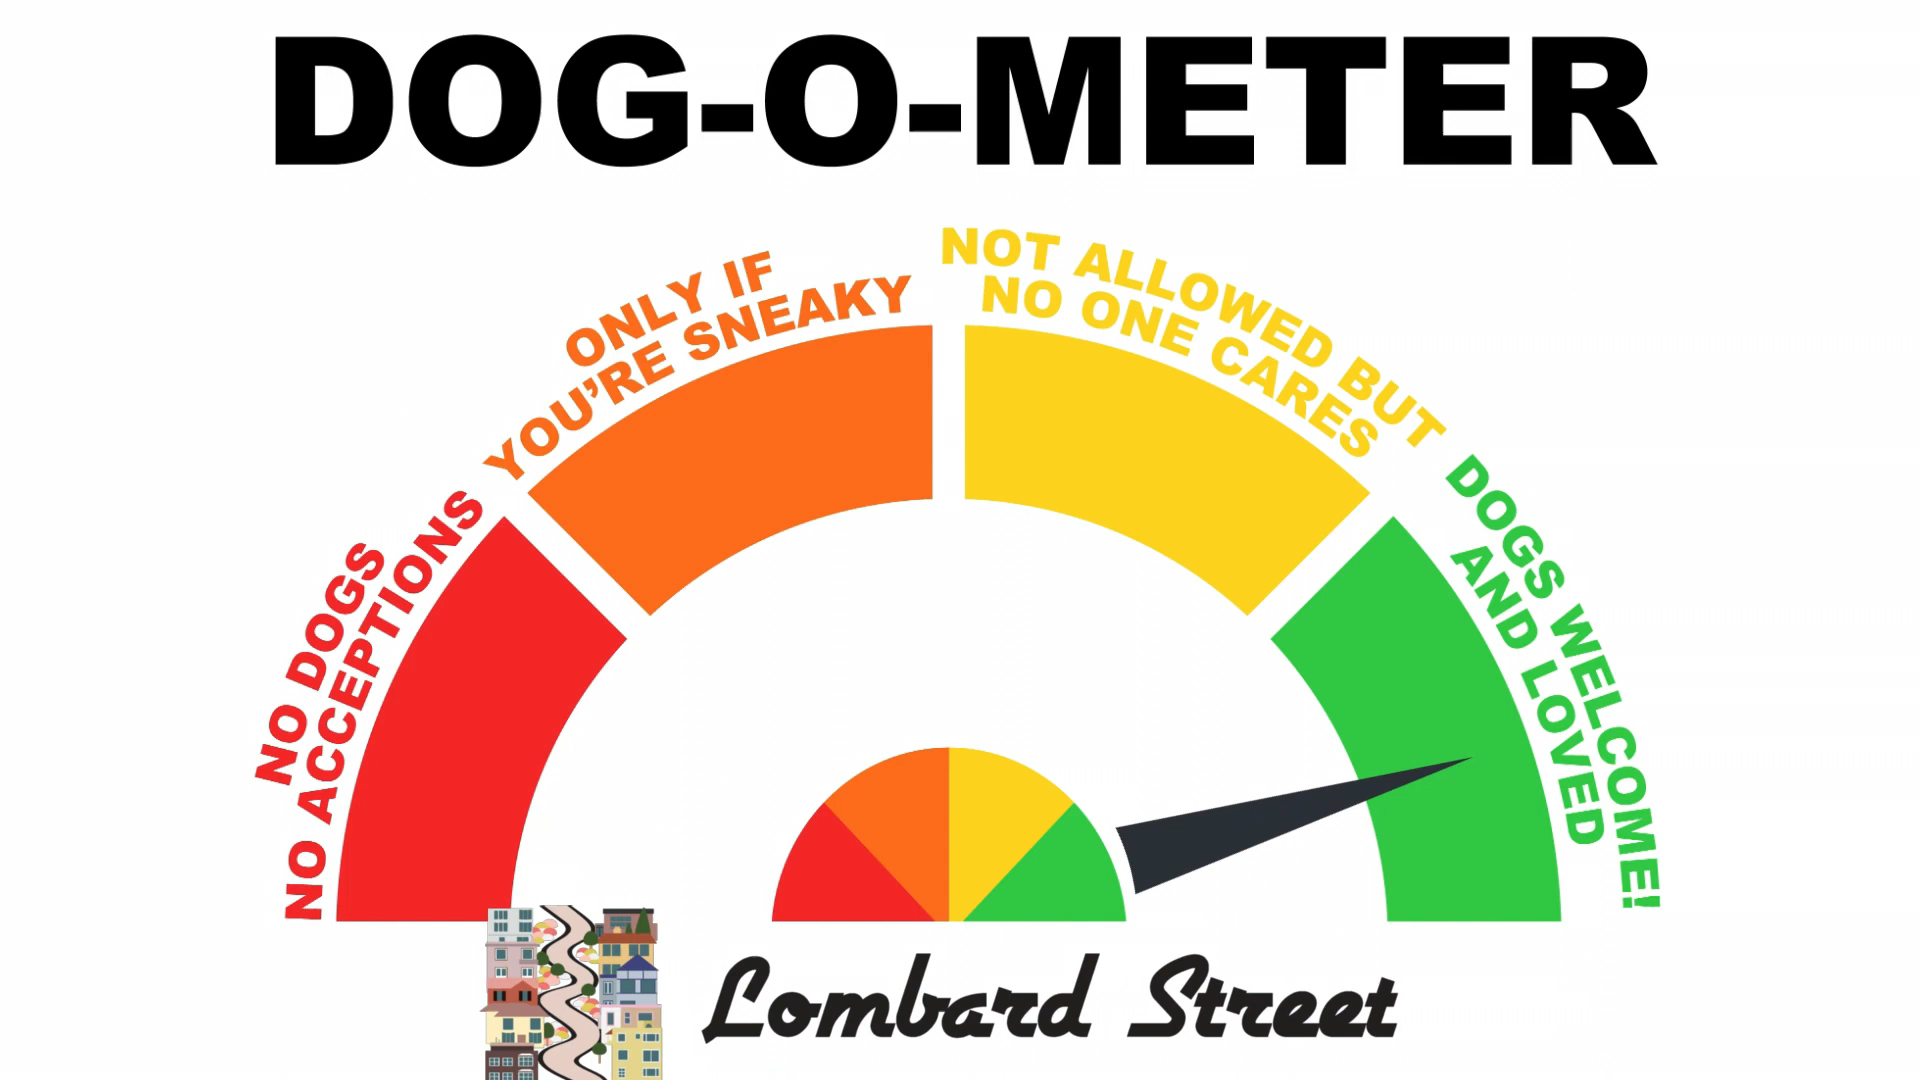 DOG-O-METER
NO DOGS
NO ACCEPTIONS
ONLY IF
YOU'RE SNEAKY
NOT ALLOWED BUT
NO ONE CARES
DOGS WELCOME!
AND LOVED
Lombard Street